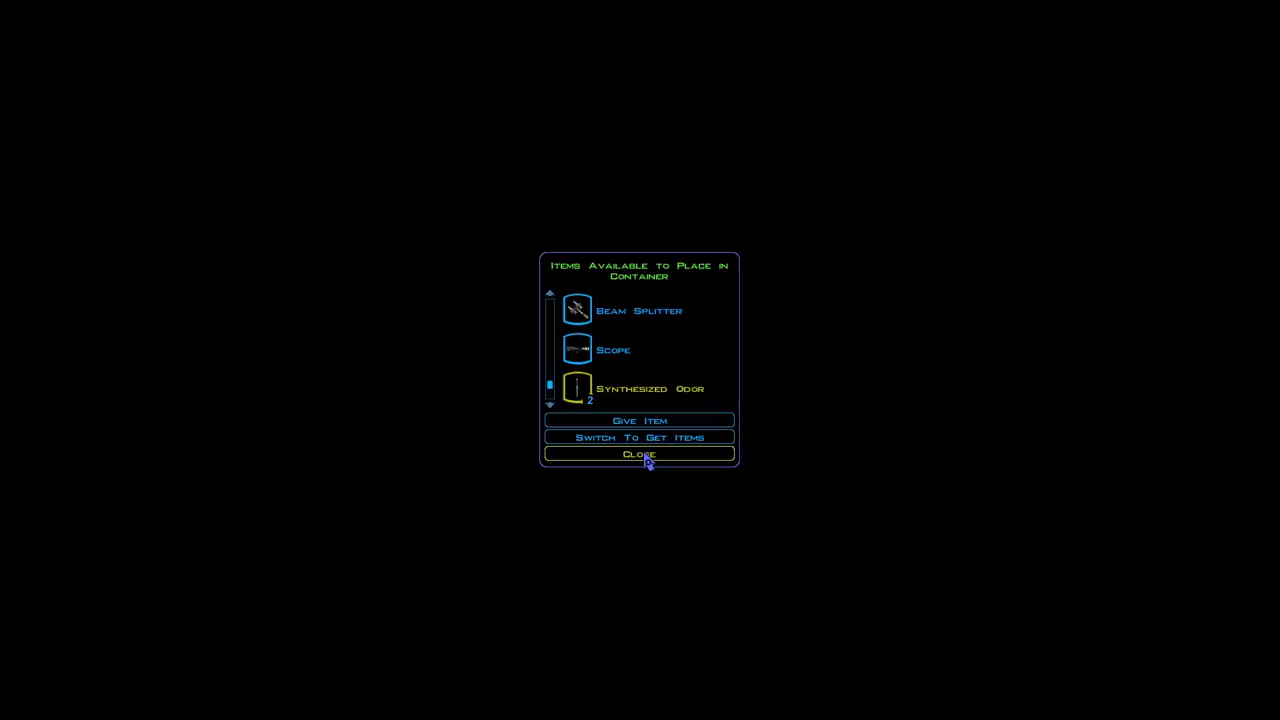 Items Available to Place in
Container
Beam Splitter
Scope
Synthesized Odor
2
Give Item
Switch To Get Items
Close